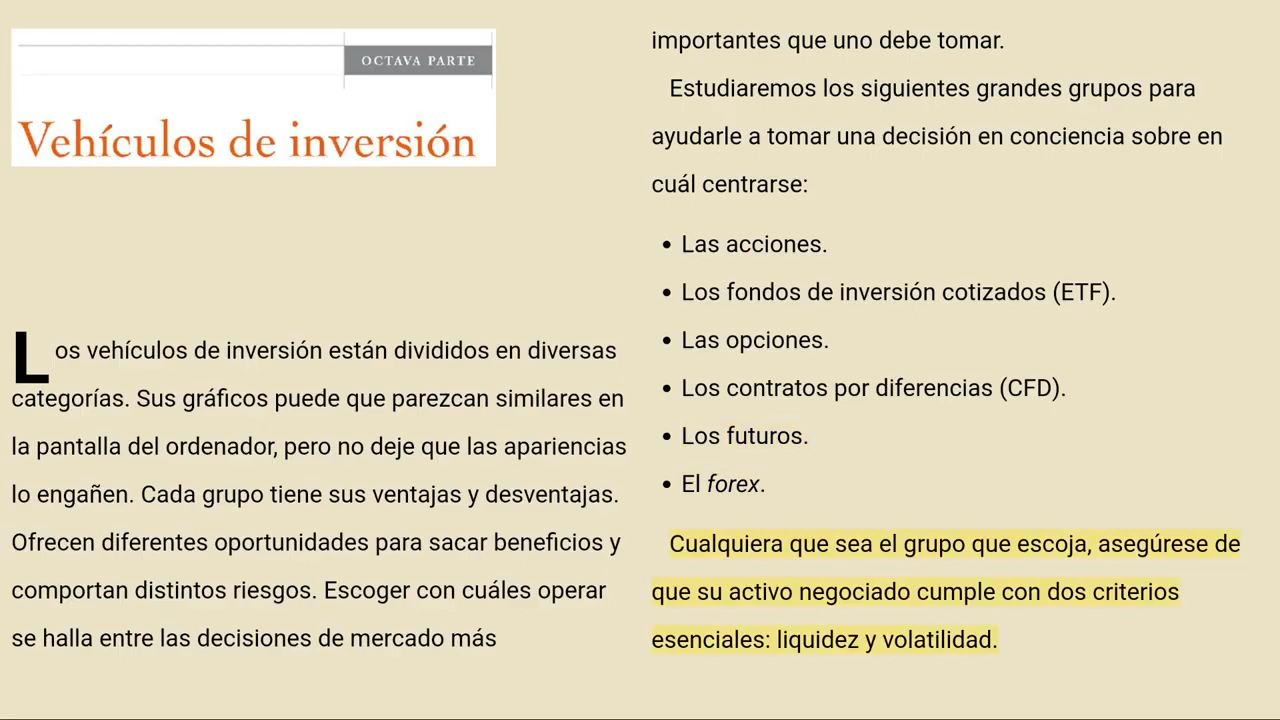 OCTAVA PARTE
Vehículos de inversión
Los vehículos de inversión están divididos en diversas
categorías. Sus gráficos puede que parezcan similares en
la pantalla del ordenador, pero no deje que las apariencias
lo engañen. Cada grupo tiene sus ventajas y desventajas.
Ofrecen diferentes oportunidades para sacar beneficios y
comportan distintos riesgos. Escoger con cuáles operar
se halla entre las decisiones de mercado más
importantes que uno debe tomar.
Estudiaremos los siguientes grandes grupos para
ayudarle a tomar una decisión en conciencia sobre en
cuál centrarse:
• Las acciones.
• Los fondos de inversión cotizados (ETF).
• Las opciones.
• Los contratos por diferencias (CFD).
• Los futuros.
• El forex.
Cualquiera que sea el grupo que escoja, asegúrese de
que su activo negociado cumple con dos criterios
esenciales: liquidez y volatilidad.